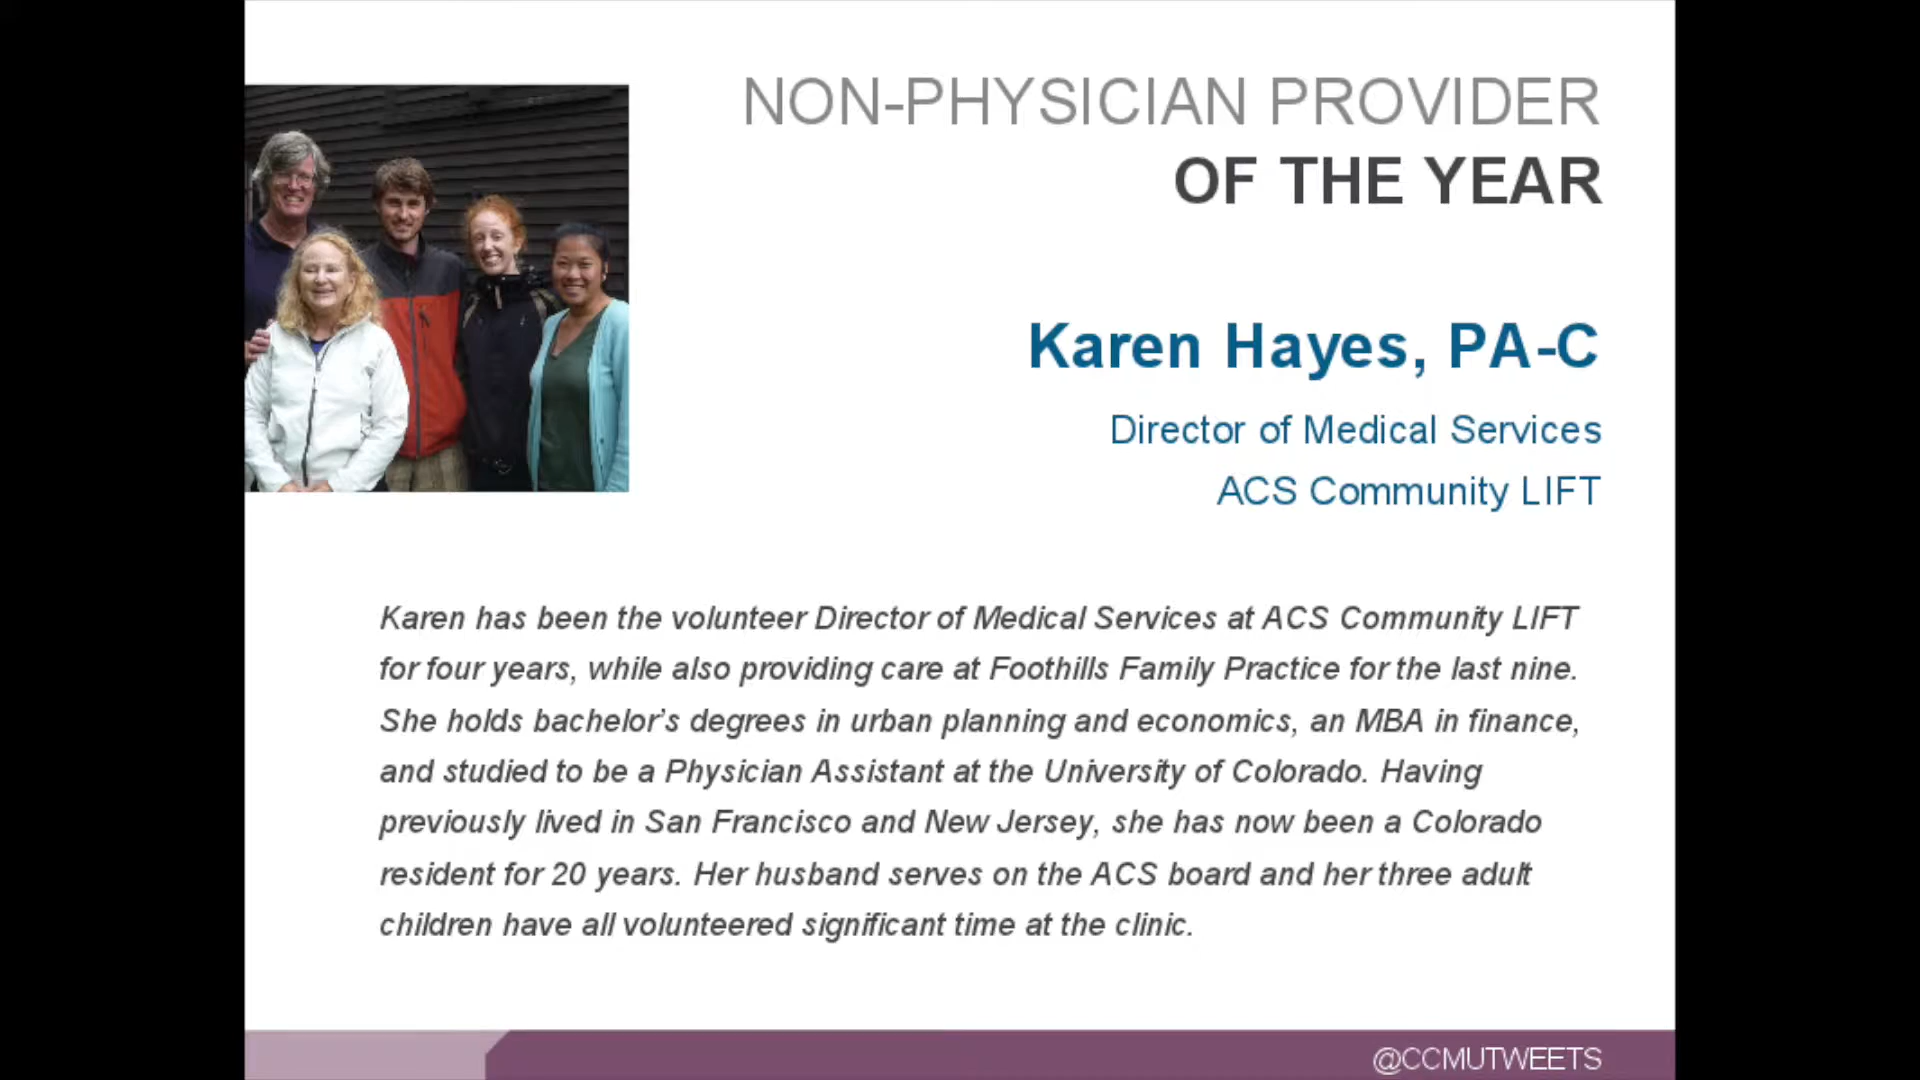 NON-PHYSICIAN PROVIDER
OF THE YEAR
Karen Hayes, PA-C
Director of Medical Services
ACS Community LIFT
Karen has been the volunteer Director of Medical Services at ACS Community LIFT
for four years, while also providing care at Foothills Family Practice for the last nine.
She holds bachelor’s degrees in urban planning and economics, an MBA in finance,
and studied to be a Physician Assistant at the University of Colorado. Having
previously lived in San Francisco and New Jersey, she has now been a Colorado
resident for 20 years. Her husband serves on the ACS board and her three adult
children have all volunteered significant time at the clinic.
@CCMUTWEETS